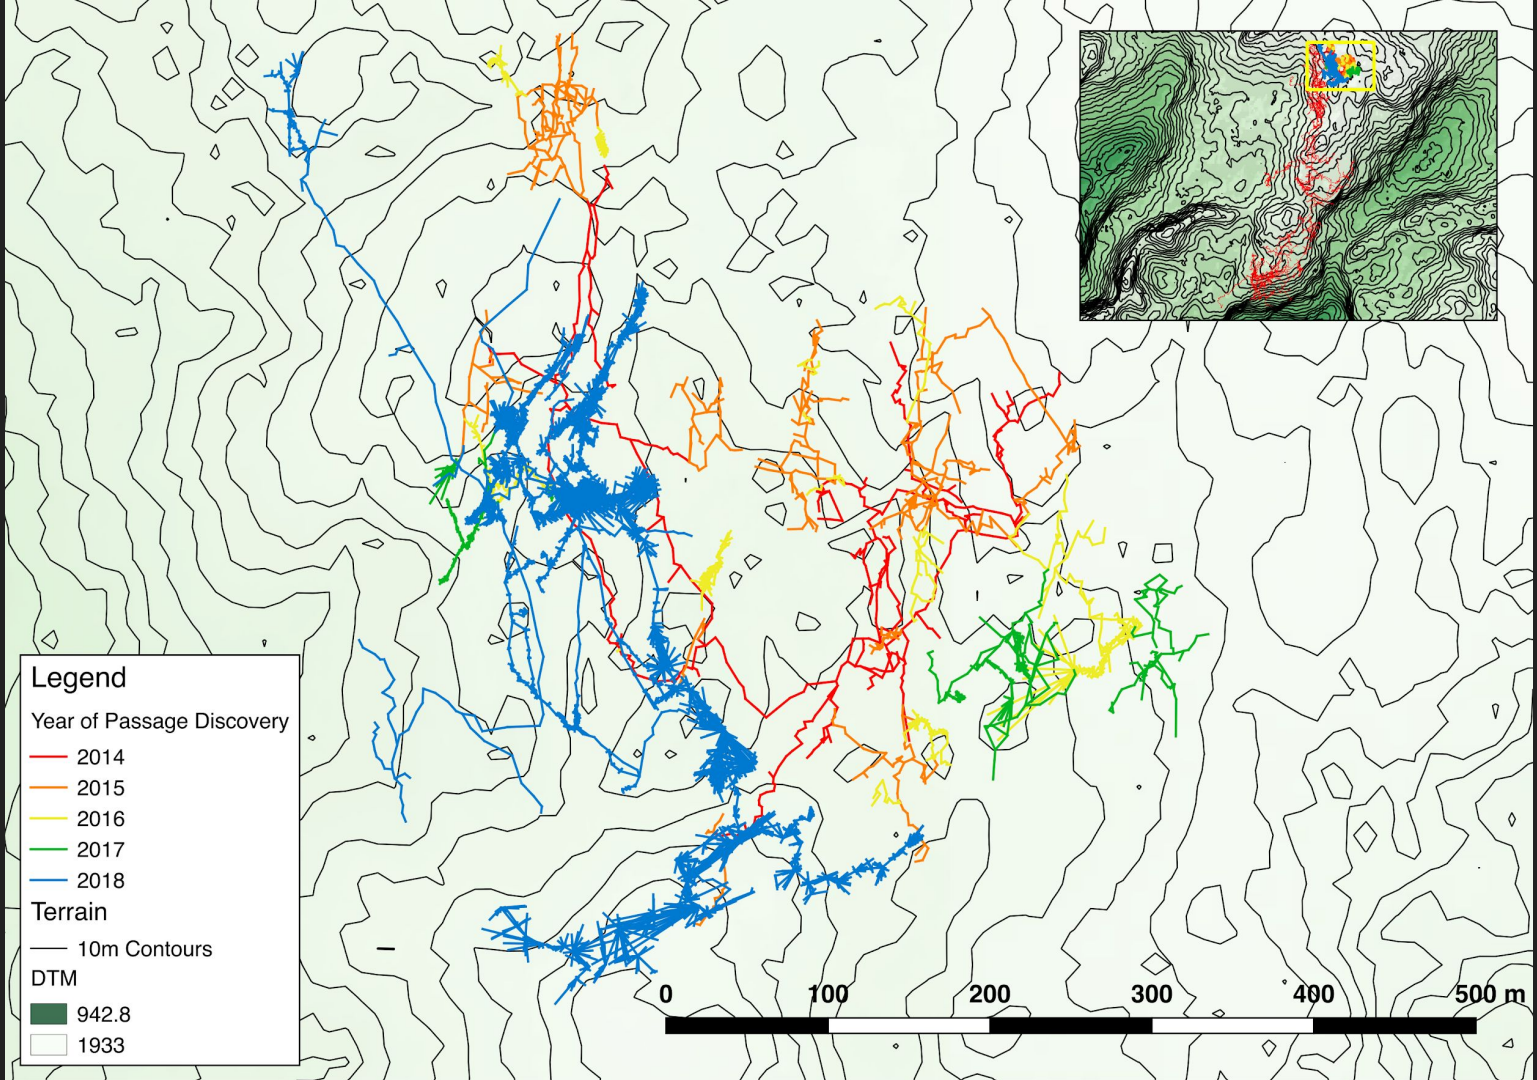 Legend
Year of Passage Discovery
2014
2015
2016
2017
2018
Terrain
10m Contours
DTM
942.8
1933
0 100 200 300 400 500 m